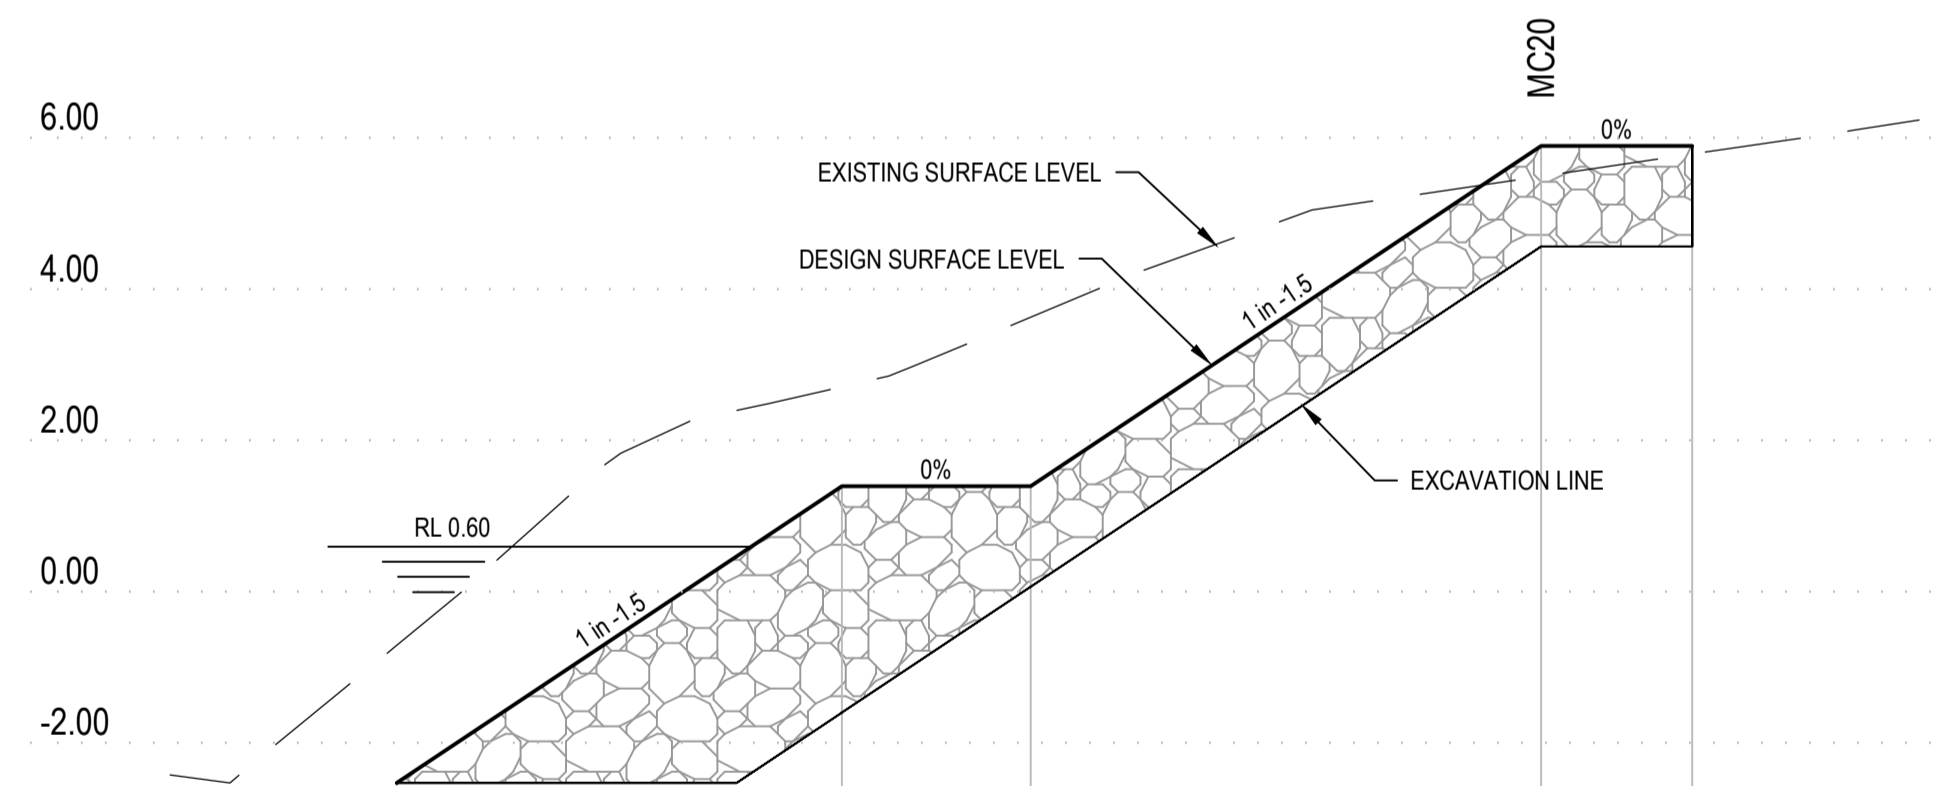 MC20
6.00
0%
EXISTING SURFACE LEVEL
4.00
DESIGN SURFACE LEVEL
1 in -1.5
2.00
0%
EXCAVATION LINE
RL 0.60
0.00
1 in -1.5
-2.00